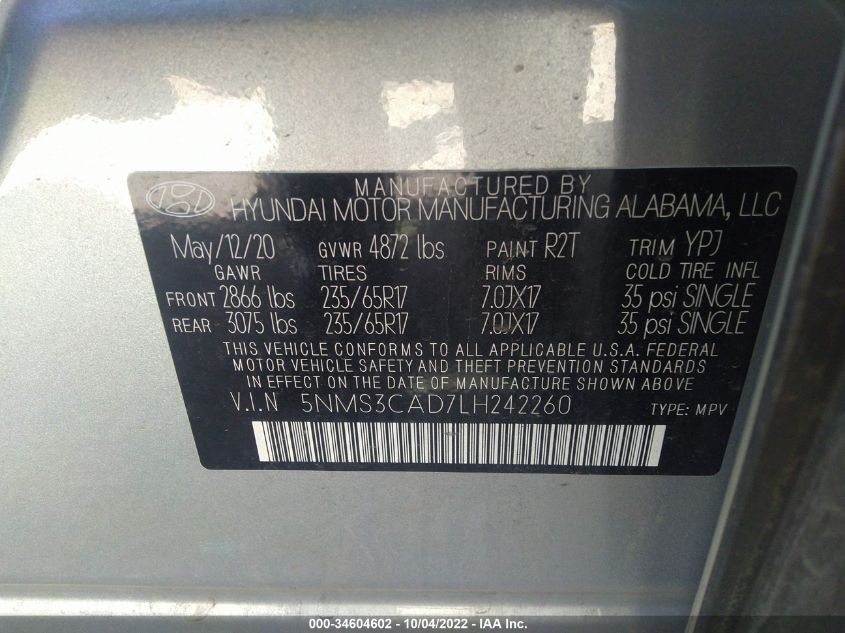 MANUFACTURED BY
HYUNDAI MOTOR MANUFACTURING ALABAMA, LLC
May/12/20 GVWR 4872 lbs PAINT R2T TRIM YPJ
GAWR TIRES RIMS COLD TIRE INFL
FRONT 2866 lbs 235/65R17 7.0JX17 35 psi SINGLE
REAR 3075 lbs 235/65R17 7.0JX17 35 psi SINGLE
THIS VEHICLE CONFORMS TO ALL APPLICABLE U.S.A. FEDERAL
MOTOR VEHICLE SAFETY AND THEFT PREVENTION STANDARDS
IN EFFECT ON THE DATE OF MANUFACTURE SHOWN ABOVE
V.I.N 5NMS3CAD7LH242260 TYPE: MPV
000-34604602 - 10/04/2022 - IAA Inc.